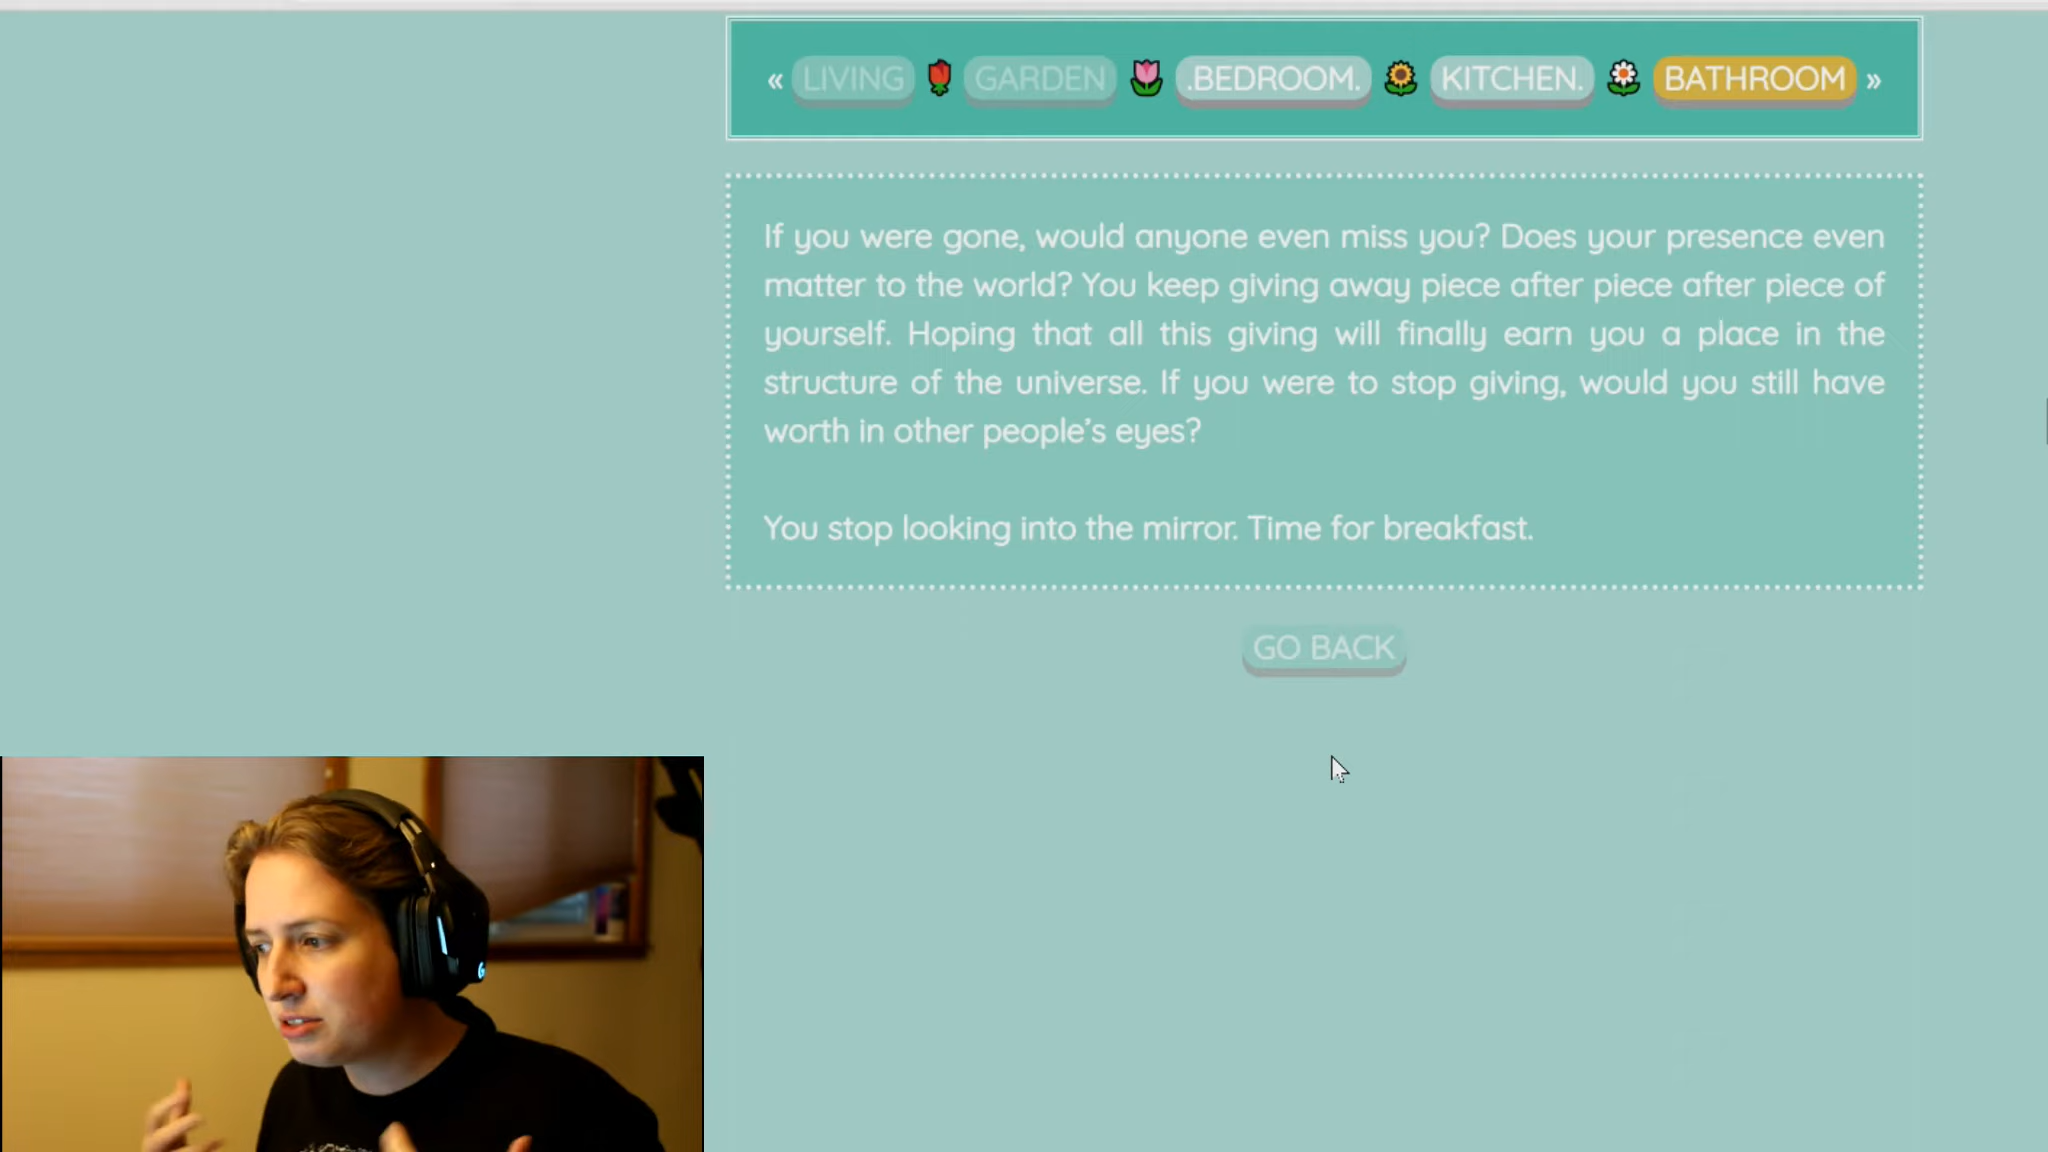 « LIVING GARDEN .BEDROOM. KITCHEN. BATHROOM »
If you were gone, would anyone even miss you? Does your presence even
matter to the world? You keep giving away piece after piece after piece of
yourself. Hoping that all this giving will finally earn you a place in the
structure of the universe. If you were to stop giving, would you still have
worth in other people’s eyes?
You stop looking into the mirror. Time for breakfast.
GO BACK